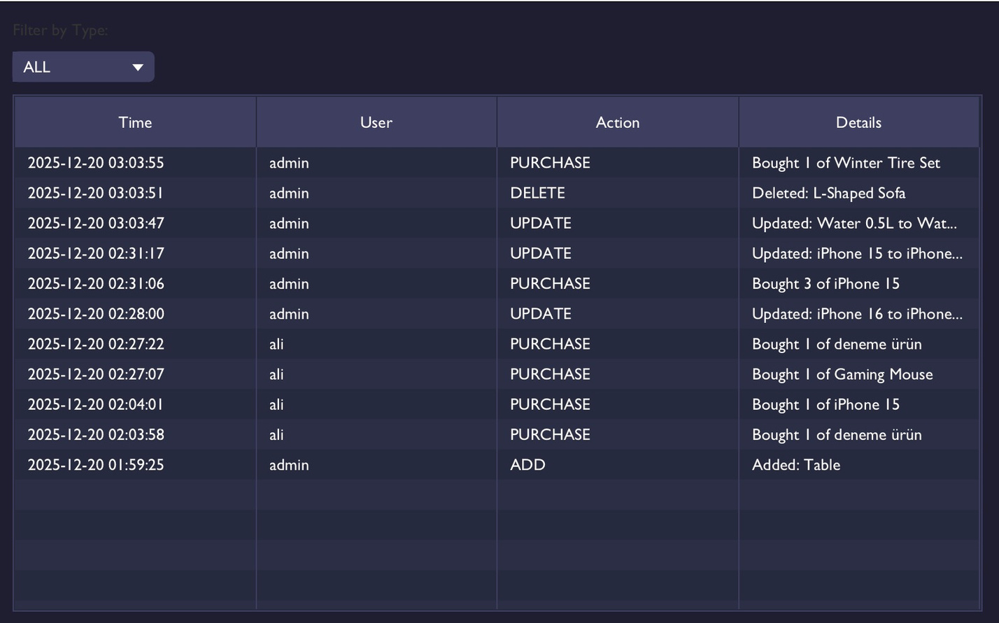 Filter by Type:
ALL
Time User Action Details
2025-12-20 03:03:55 admin PURCHASE Bought 1 of Winter Tire Set
2025-12-20 03:03:51 admin DELETE Deleted: L-Shaped Sofa
2025-12-20 03:03:47 admin UPDATE Updated: Water 0.5L to Wat...
2025-12-20 02:31:17 admin UPDATE Updated: iPhone 15 to iPhone...
2025-12-20 02:31:06 admin PURCHASE Bought 3 of iPhone 15
2025-12-20 02:28:00 admin UPDATE Updated: iPhone 16 to iPhone...
2025-12-20 02:27:22 ali PURCHASE Bought 1 of deneme ürün
2025-12-20 02:27:07 ali PURCHASE Bought 1 of Gaming Mouse
2025-12-20 02:04:01 ali PURCHASE Bought 1 of iPhone 15
2025-12-20 02:03:58 ali PURCHASE Bought 1 of deneme ürün
2025-12-20 01:59:25 admin ADD Added: Table